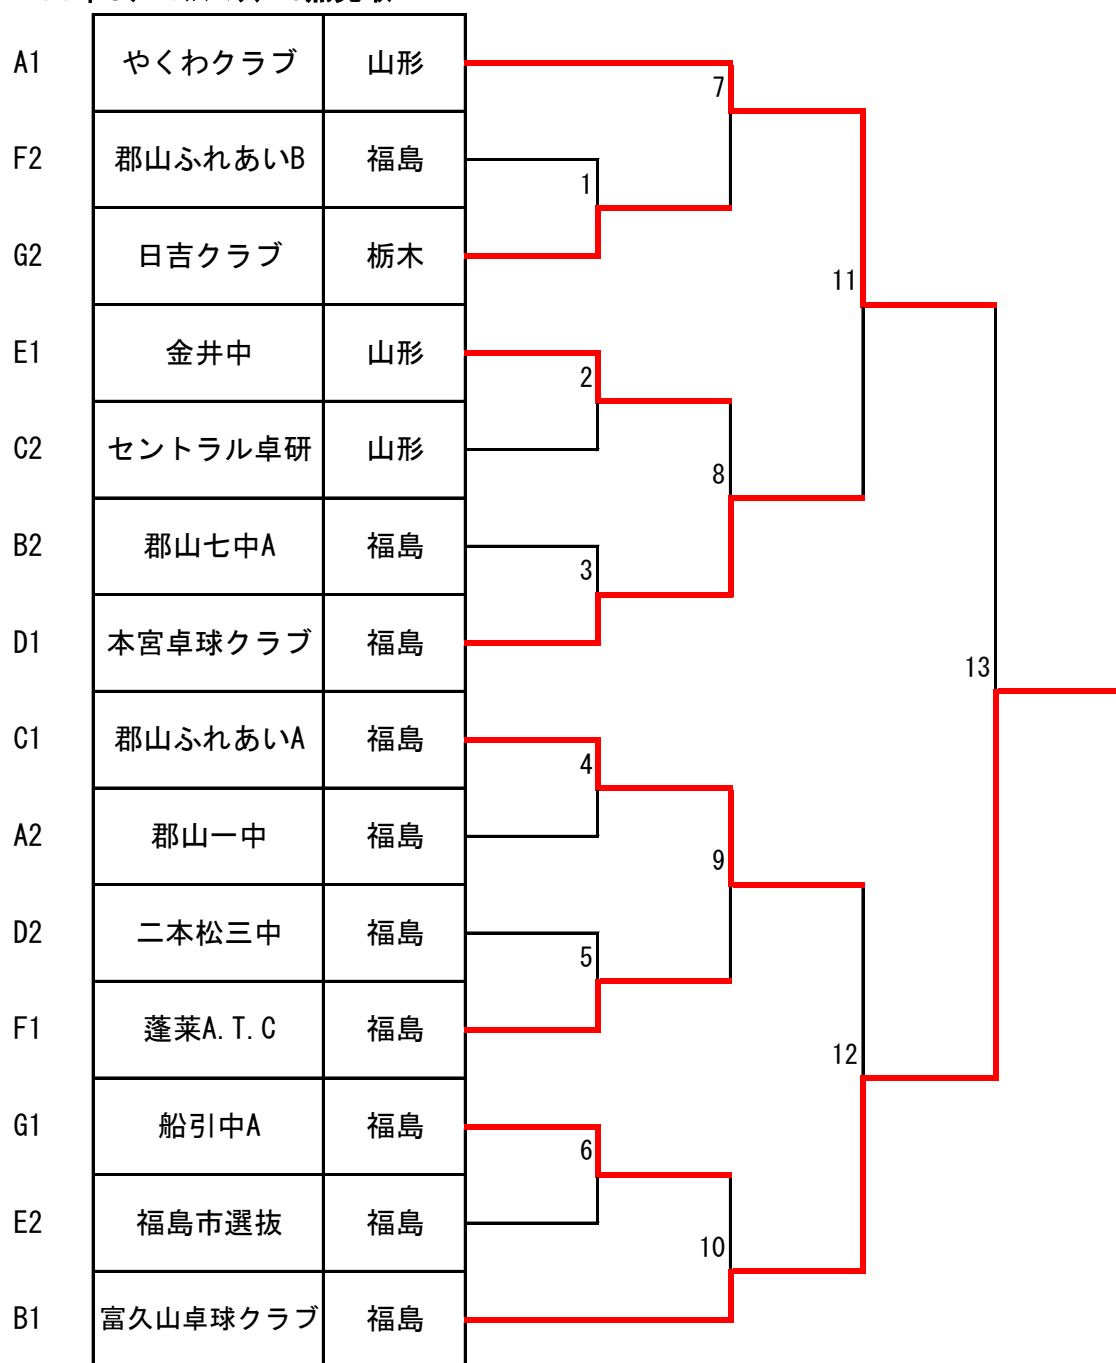 A1 やくわクラブ 山形
7
F2 郡山ふれあいB 福島
1
G2 日吉クラブ 栃木
11
E1 金井中 山形
2
C2 セントラル卓研 山形
8
B2 郡山七中A 福島
3
D1 本宮卓球クラブ 福島
13
C1 郡山ふれあいA 福島
4
A2 郡山一中 福島
9
D2 二本松三中 福島
5
F1 蓬莱A.T.C 福島
12
G1 船引中A 福島
6
E2 福島市選抜 福島
10
B1 富久山卓球クラブ 福島